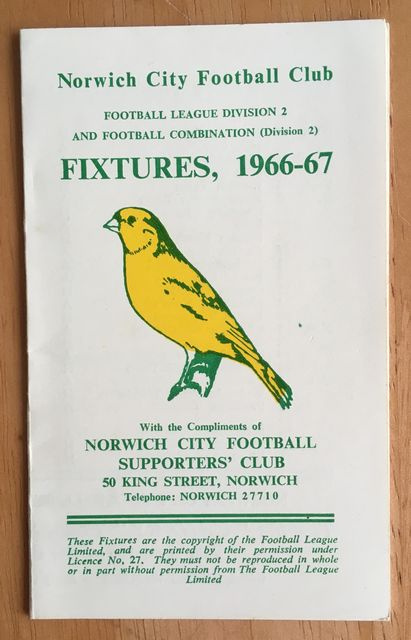 Norwich City Football Club
FOOTBALL LEAGUE DIVISION 2
AND FOOTBALL COMBINATION (Division 2)
FIXTURES, 1966-67
With the Compliments of
NORWICH CITY FOOTBALL
SUPPORTERS' CLUB
50 KING STREET, NORWICH
Telephone: NORWICH 27710
These Fixtures are the copyright of the Football League
Limited, and are printed by their permission under
Licence No. 27. They must not be reproduced in whole
or in part without permission from The Football League
Limited